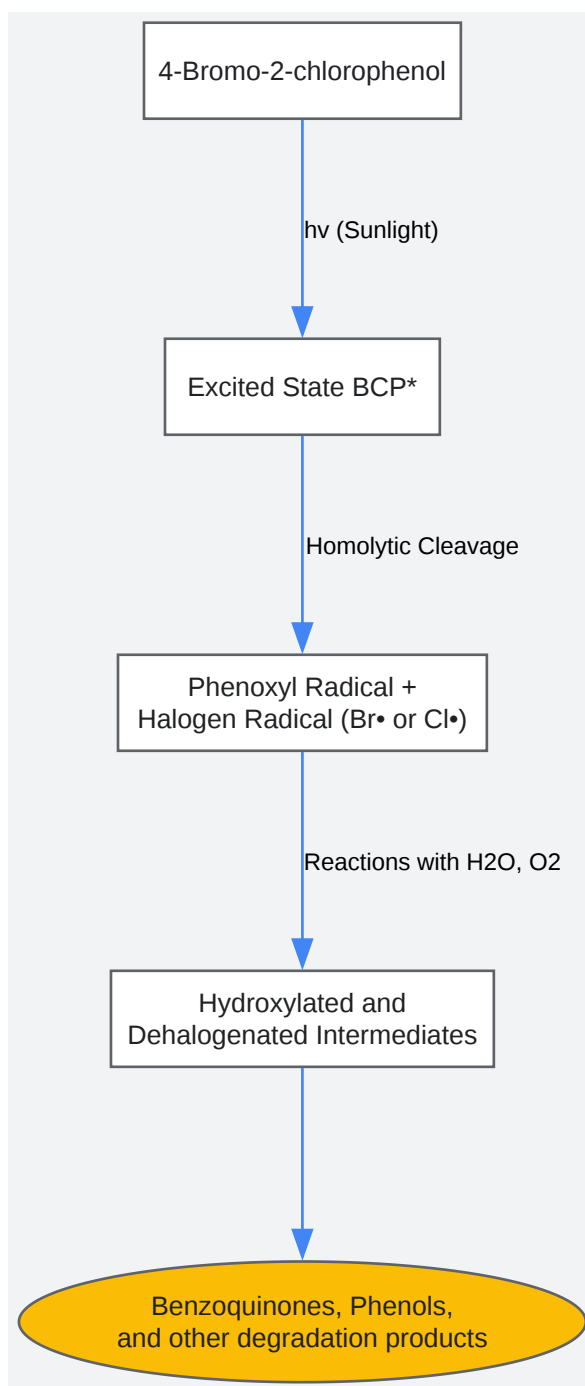 4-Bromo-2-chlorophenol
hv (Sunlight)
Excited State BCP*
Homolytic Cleavage
Phenoxyl Radical +
Halogen Radical (Br• or Cl•)
Reactions with H2O, O2
Hydroxylated and
Dehalogenated Intermediates
Benzoquinones, Phenols,
and other degradation products